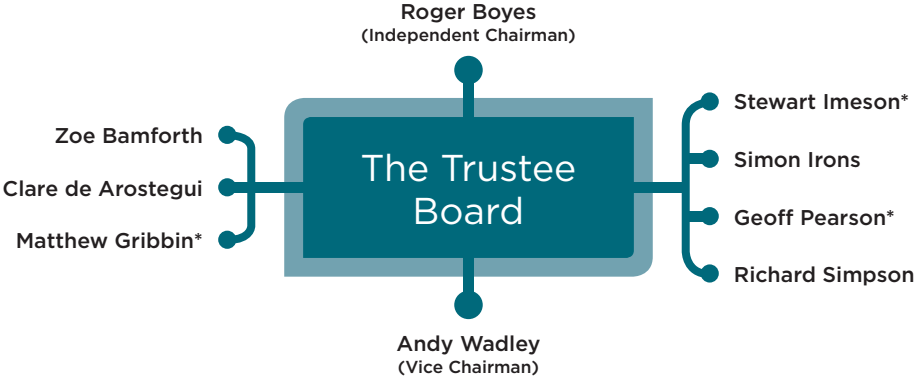 Roger Boyes
(Independent Chairman)
Zoe Bamforth
Clare de Arostegui
Matthew Gribbin*
The Trustee
Board
Stewart Imeson*
Simon Irons
Geoff Pearson*
Richard Simpson
Andy Wadley
(Vice Chairman)